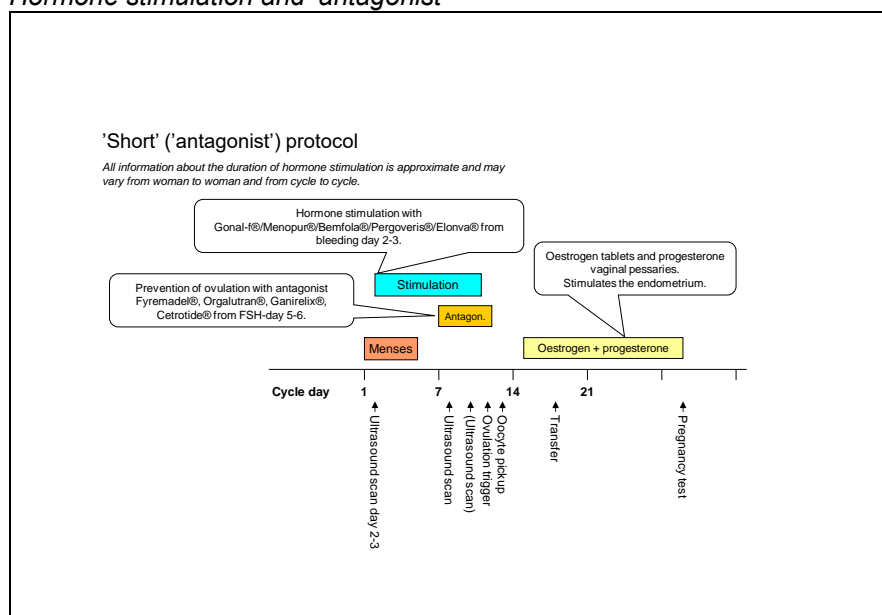 Hormone stimulation and 'antagonist'
'Short' ('antagonist') protocol
All information about the duration of hormone stimulation is approximate and may
vary from woman to woman and from cycle to cycle.
Hormone stimulation with
Gonal-f®/Menopur®/Bemfola®/Pergoveris®/Elonva® from
bleeding day 2-3.
Oestrogen tablets and progesterone
vaginal pessaries.
Stimulates the endometrium.
Stimulation
Prevention of ovulation with antagonist
Fyremadel®, Orgalutran®, Ganirelix®,
Cetrotide® from FSH-day 5-6.
Antagon.
Menses
Oestrogen + progesterone
Cycle day 1 7 14 21
Ultrasound scan day 2-3
Ultrasound scan
(Ultrasound scan)
Ovulation trigger
Oocyte pickup
Transfer
Pregnancy test